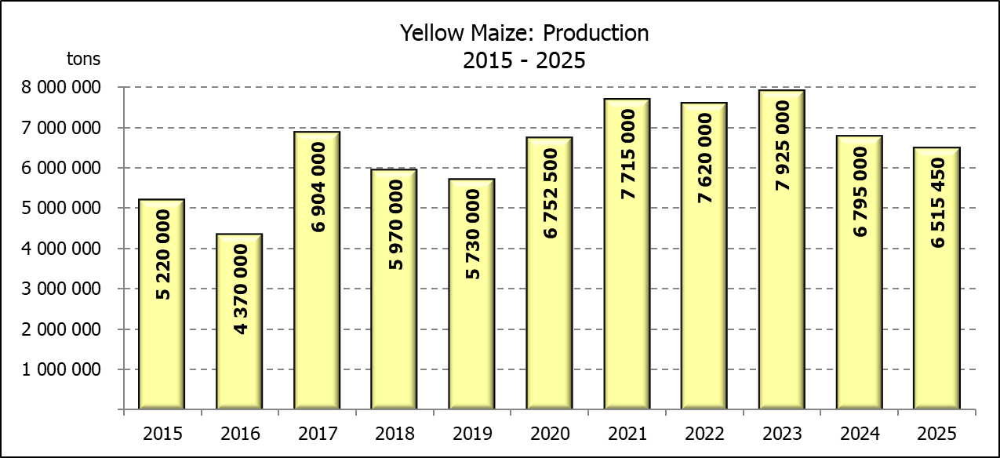 Yellow Maize: Production
2015 - 2025
tons
8 000 000
7 000 000
6 000 000
5 000 000
4 000 000
3 000 000
2 000 000
1 000 000
5 220 000
4 370 000
6 904 000
5 970 000
5 730 000
6 752 500
7 715 000
7 620 000
7 925 000
6 795 000
6 515 450
2015
2016
2017
2018
2019
2020
2021
2022
2023
2024
2025